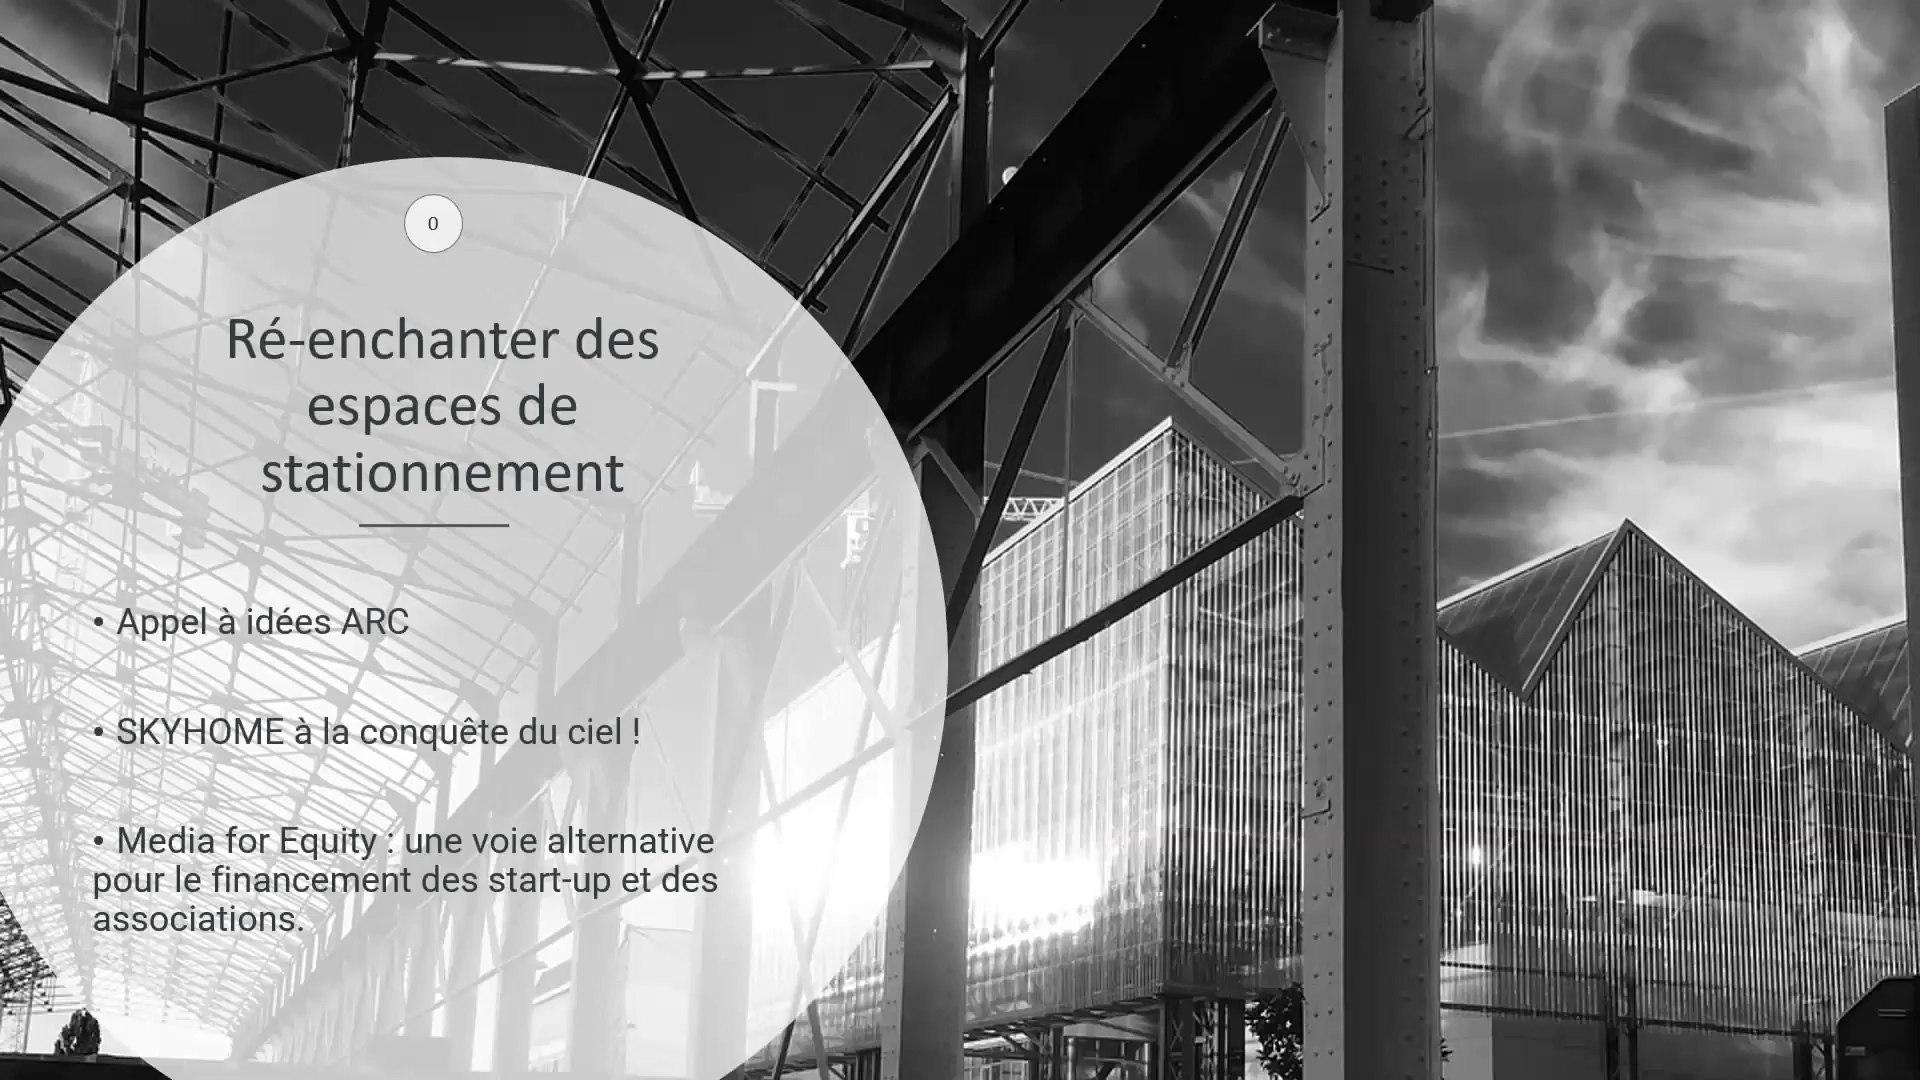 0
Ré-enchanter des
espaces de
stationnement
• Appel à idées ARC
• SKYHOME à la conquête du ciel !
• Media for Equity : une voie alternative
pour le financement des start-up et des
associations.